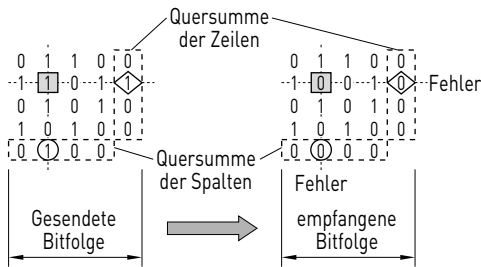 Quersumme
der Zeilen
0 1 1 0 0
1 1 0 1 1
0 1 0 1 0
1 0 1 0 0
0 1 0 0
0 1 1 0 0
1 0 0 1 0 Fehler
0 1 0 1 0
1 0 1 0 0
0 0 0 0
Quersumme
der Spalten
Fehler
Gesendete
Bitfolge
empfangene
Bitfolge